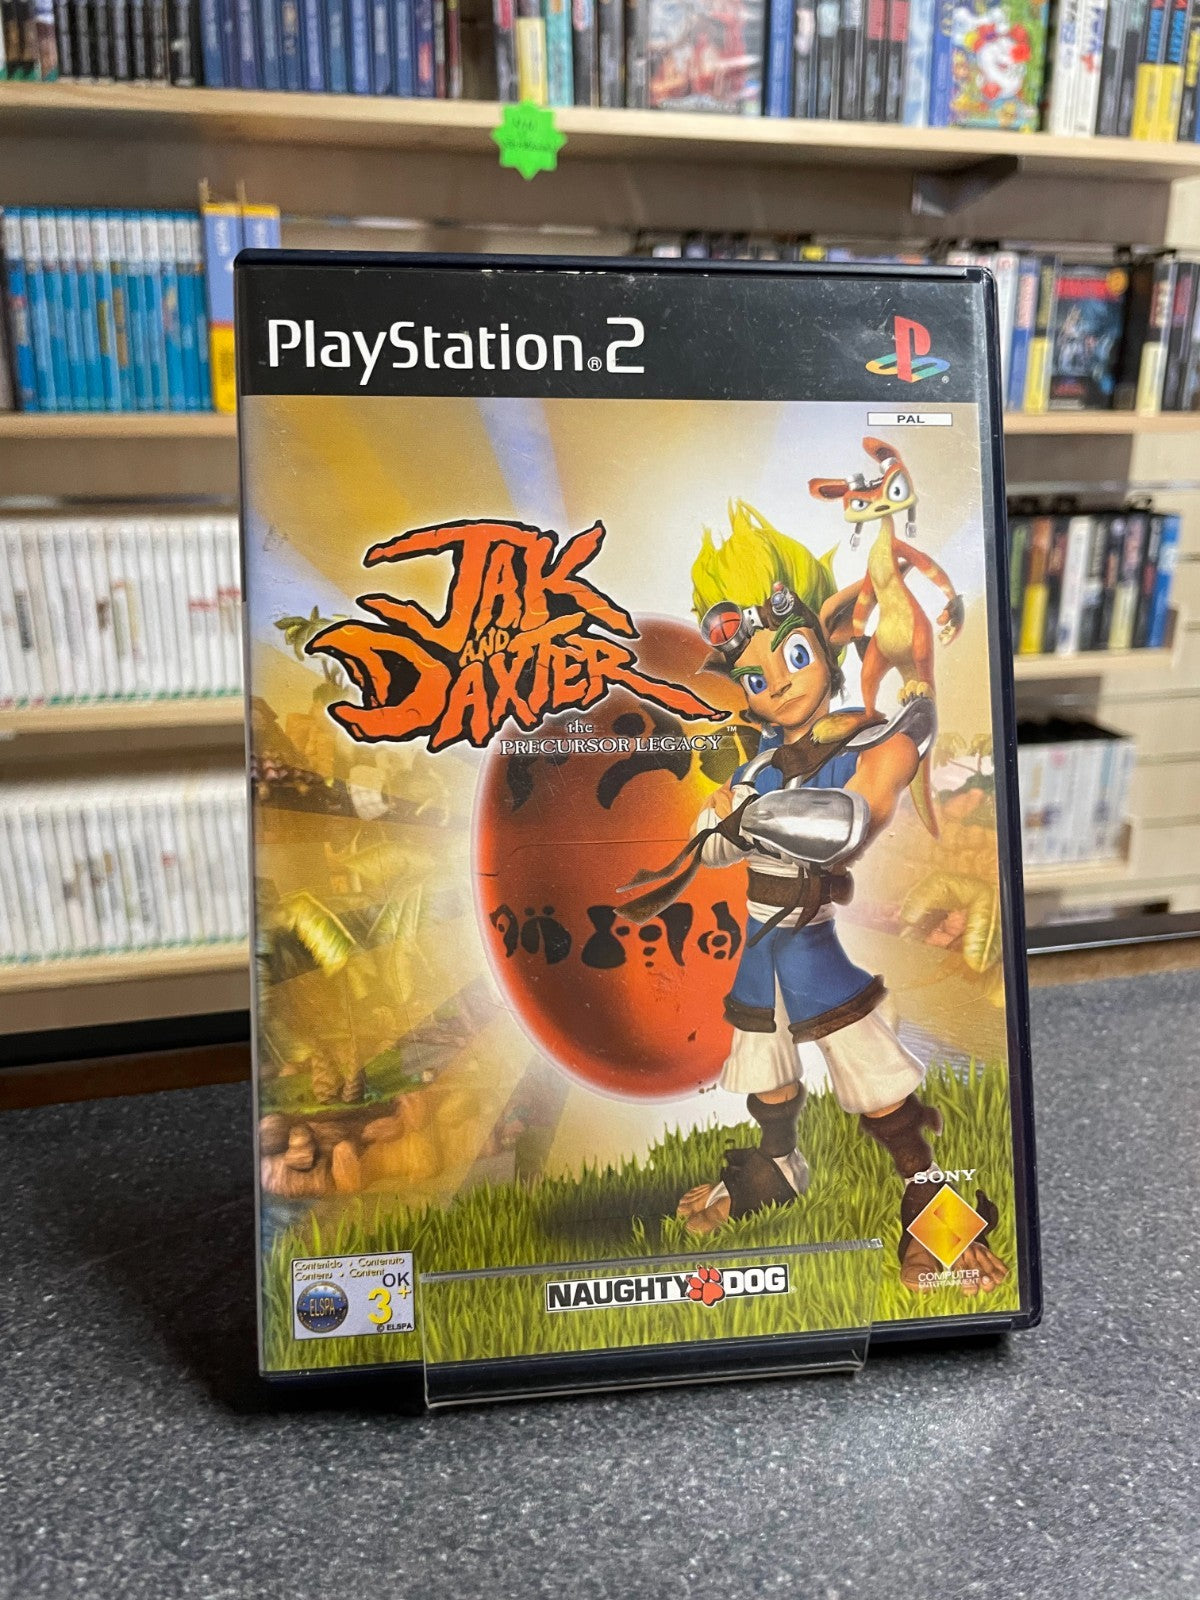 PlayStation®2
PAL
JAK
AND
DAXTER
the
PRECURSOR LEGACY™
SONY
COMPUTER
ENTERTAINMENT®
NAUGHTY DOG
Contenido . Contenuto
Contenu . Content
OK
ELSPA
3+
© ELSPA